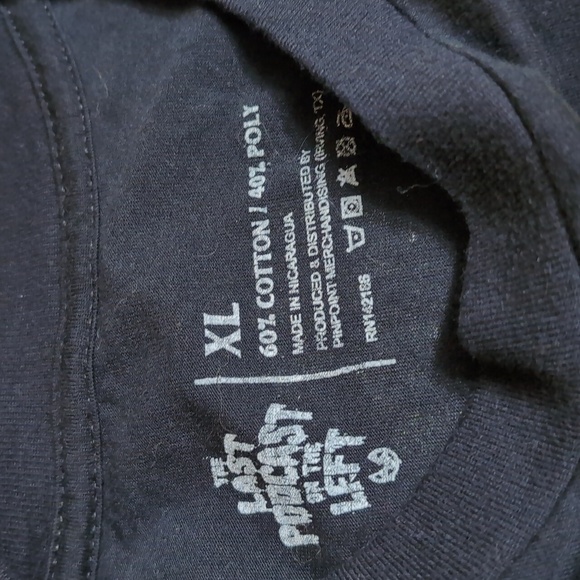 XL
60% COTTON / 40% POLY
MADE IN NICARAGUA
PRODUCED & DISTRIBUTED BY
PINPOINT MERCHANDISING (IRVING, TX)
RN142186
THE
LAST
PODCAST
ON THE
LEFT